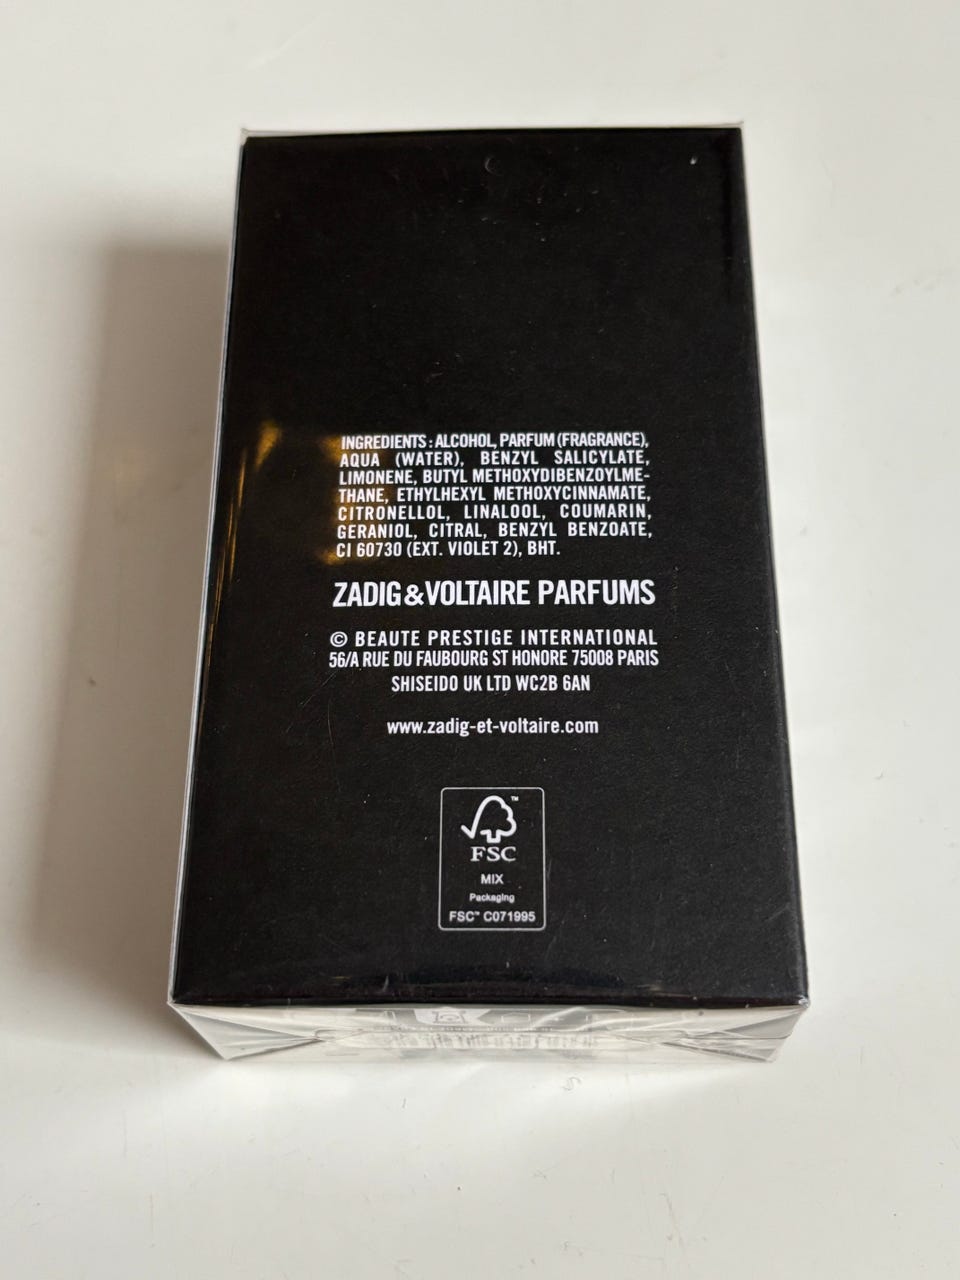 INGREDIENTS : ALCOHOL, PARFUM (FRAGRANCE),
AQUA (WATER), BENZYL SALICYLATE,
LIMONENE, BUTYL METHOXYDIBENZOYLME-
THANE, ETHYLHEXYL METHOXYCINNAMATE,
CITRONELLOL, LINALOOL, COUMARIN,
GERANIOL, CITRAL, BENZYL BENZOATE,
CI 60730 (EXT. VIOLET 2), BHT.
ZADIG&VOLTAIRE PARFUMS
© BEAUTE PRESTIGE INTERNATIONAL
56/A RUE DU FAUBOURG ST HONORE 75008 PARIS
SHISEIDO UK LTD WC2B 6AN
www.zadig-et-voltaire.com
™
FSC
MIX
Packaging
FSC™ C071995